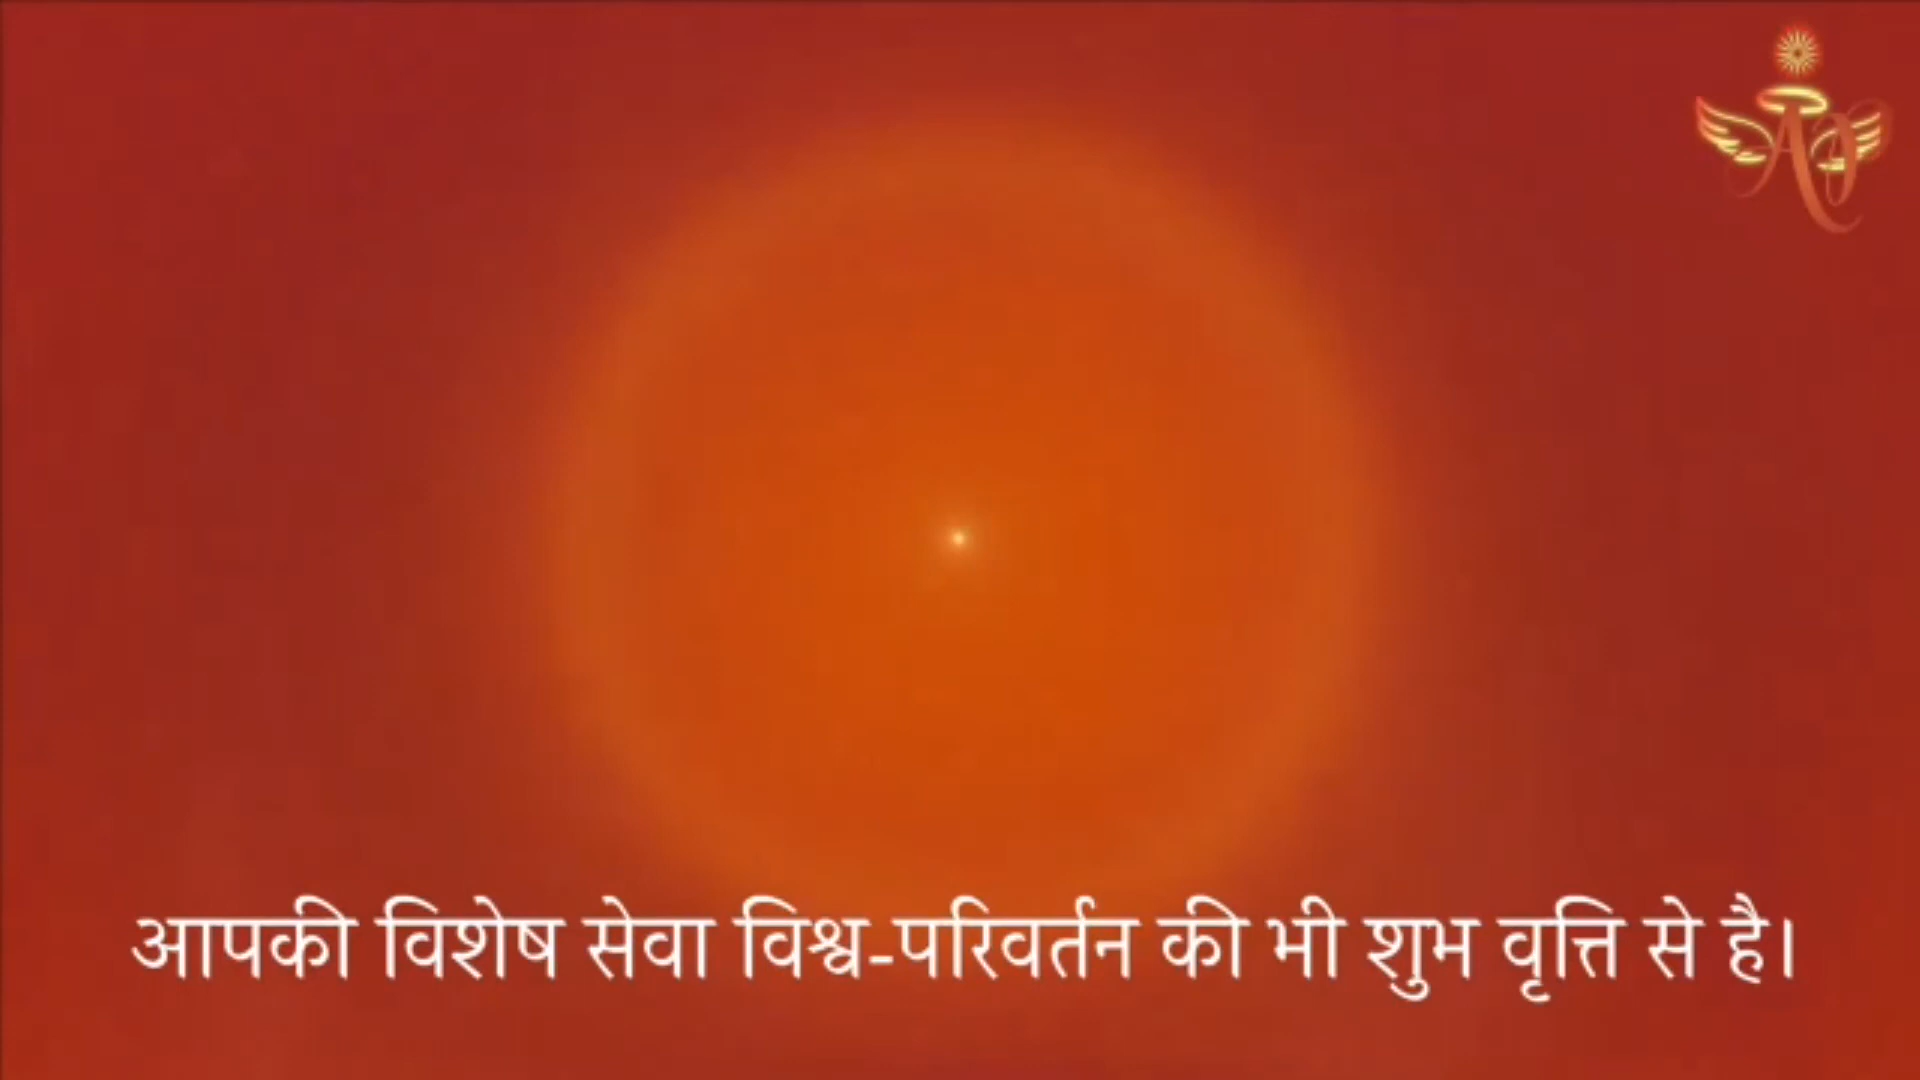 आपकी विशेष सेवा विश्व-परिवर्तन की भी शुभ वृत्ति से है।